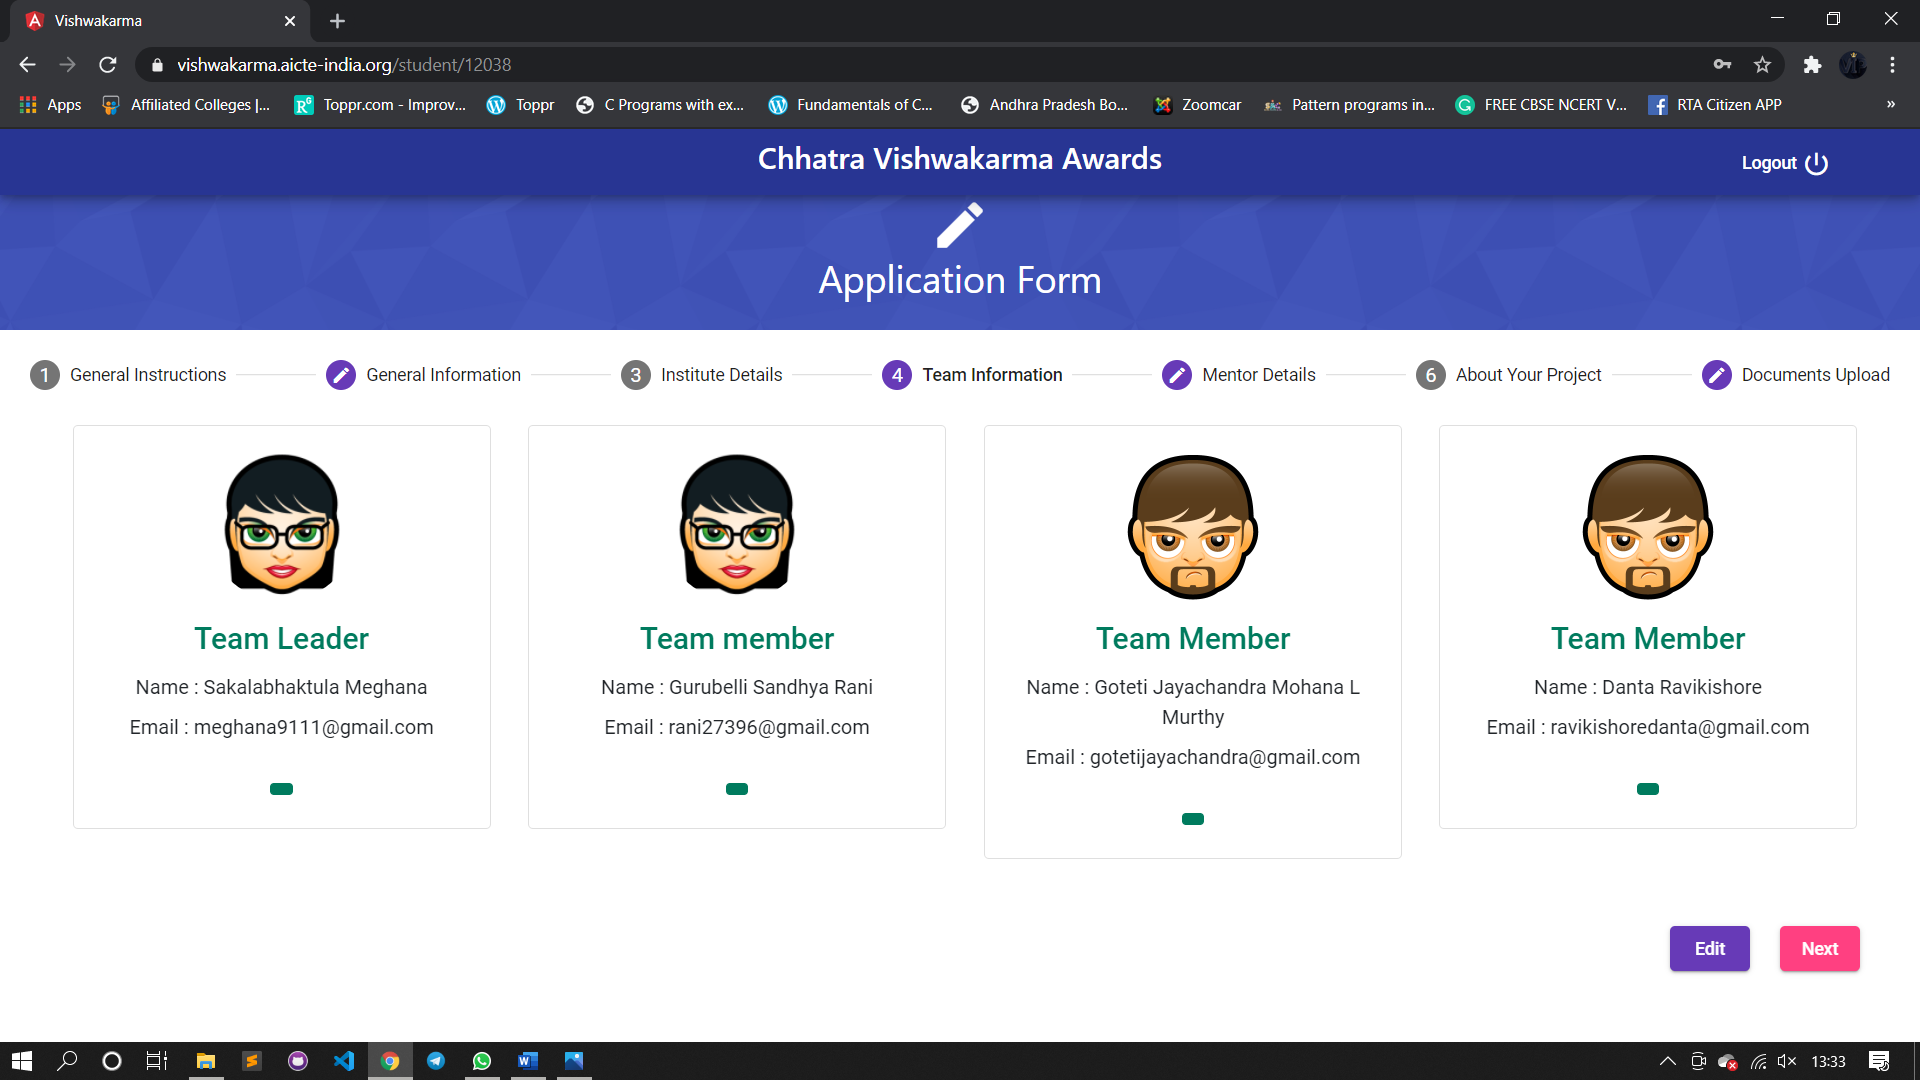 Vishwakarma
vishwakarma.aicte-india.org/student/12038
Apps
Affiliated Colleges |...
Toppr.com - Improv...
Toppr
C Programs with ex...
Fundamentals of C...
Andhra Pradesh Bo...
Zoomcar
Pattern programs in...
FREE CBSE NCERT V...
RTA Citizen APP
»
Chhatra Vishwakarma Awards
Logout
Application Form
1 General Instructions
General Information
3 Institute Details
4 Team Information
Mentor Details
6 About Your Project
Documents Upload
Team Leader
Name : Sakalabhaktula Meghana
Email : meghana9111@gmail.com
Team member
Name : Gurubelli Sandhya Rani
Email : rani27396@gmail.com
Team Member
Name : Goteti Jayachandra Mohana L
Murthy
Email : gotetijayachandra@gmail.com
Team Member
Name : Danta Ravikishore
Email : ravikishoredanta@gmail.com
Edit
Next
13:33